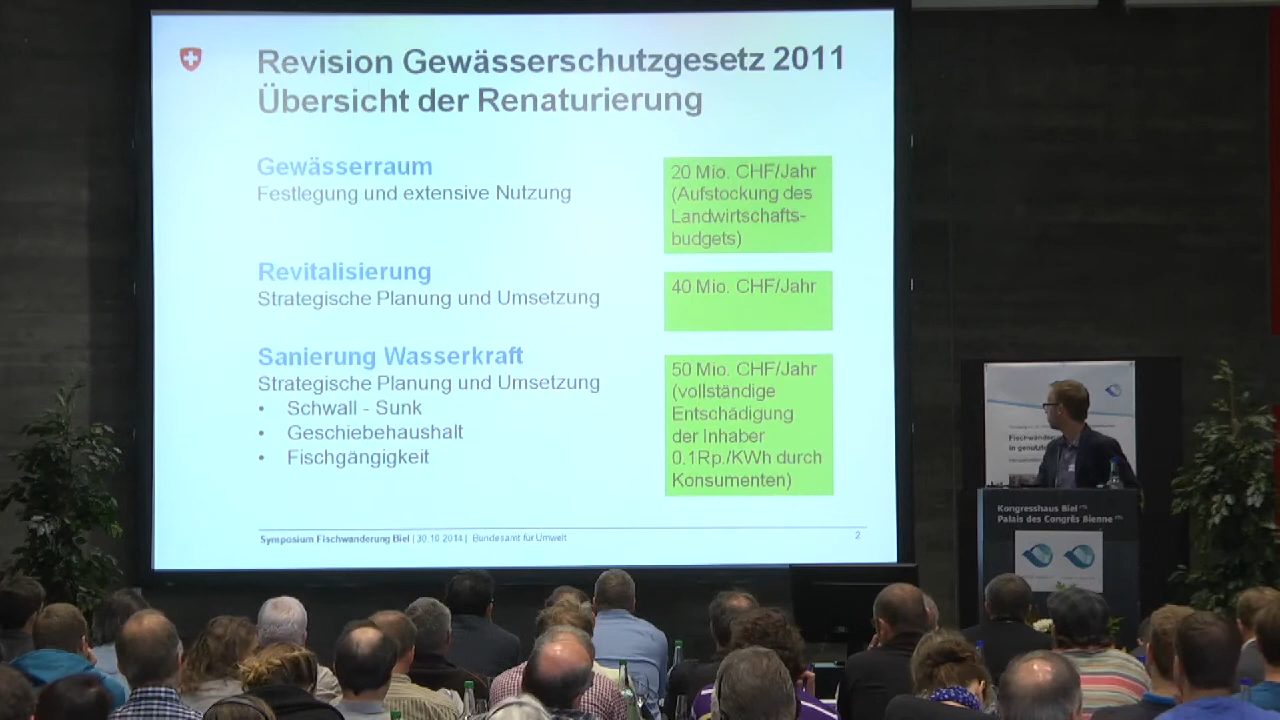 Revision Gewässerschutzgesetz 2011
Übersicht der Renaturierung
Gewässerraum
Festlegung und extensive Nutzung
20 Mio. CHF/Jahr
(Aufstockung des
Landwirtschafts-
budgets)
Revitalisierung
Strategische Planung und Umsetzung
40 Mio. CHF/Jahr
Sanierung Wasserkraft
Strategische Planung und Umsetzung
• Schwall - Sunk
• Geschiebehaushalt
• Fischgängigkeit
50 Mio. CHF/Jahr
(vollständige
Entschädigung
der Inhaber
0.1Rp./KWh durch
Konsumenten)
Symposium Fischwanderung Biel | 30.10.2014 | Bundesamt für Umwelt
2
in
Kongresshaus Biel
Palais des Congrès Bienne